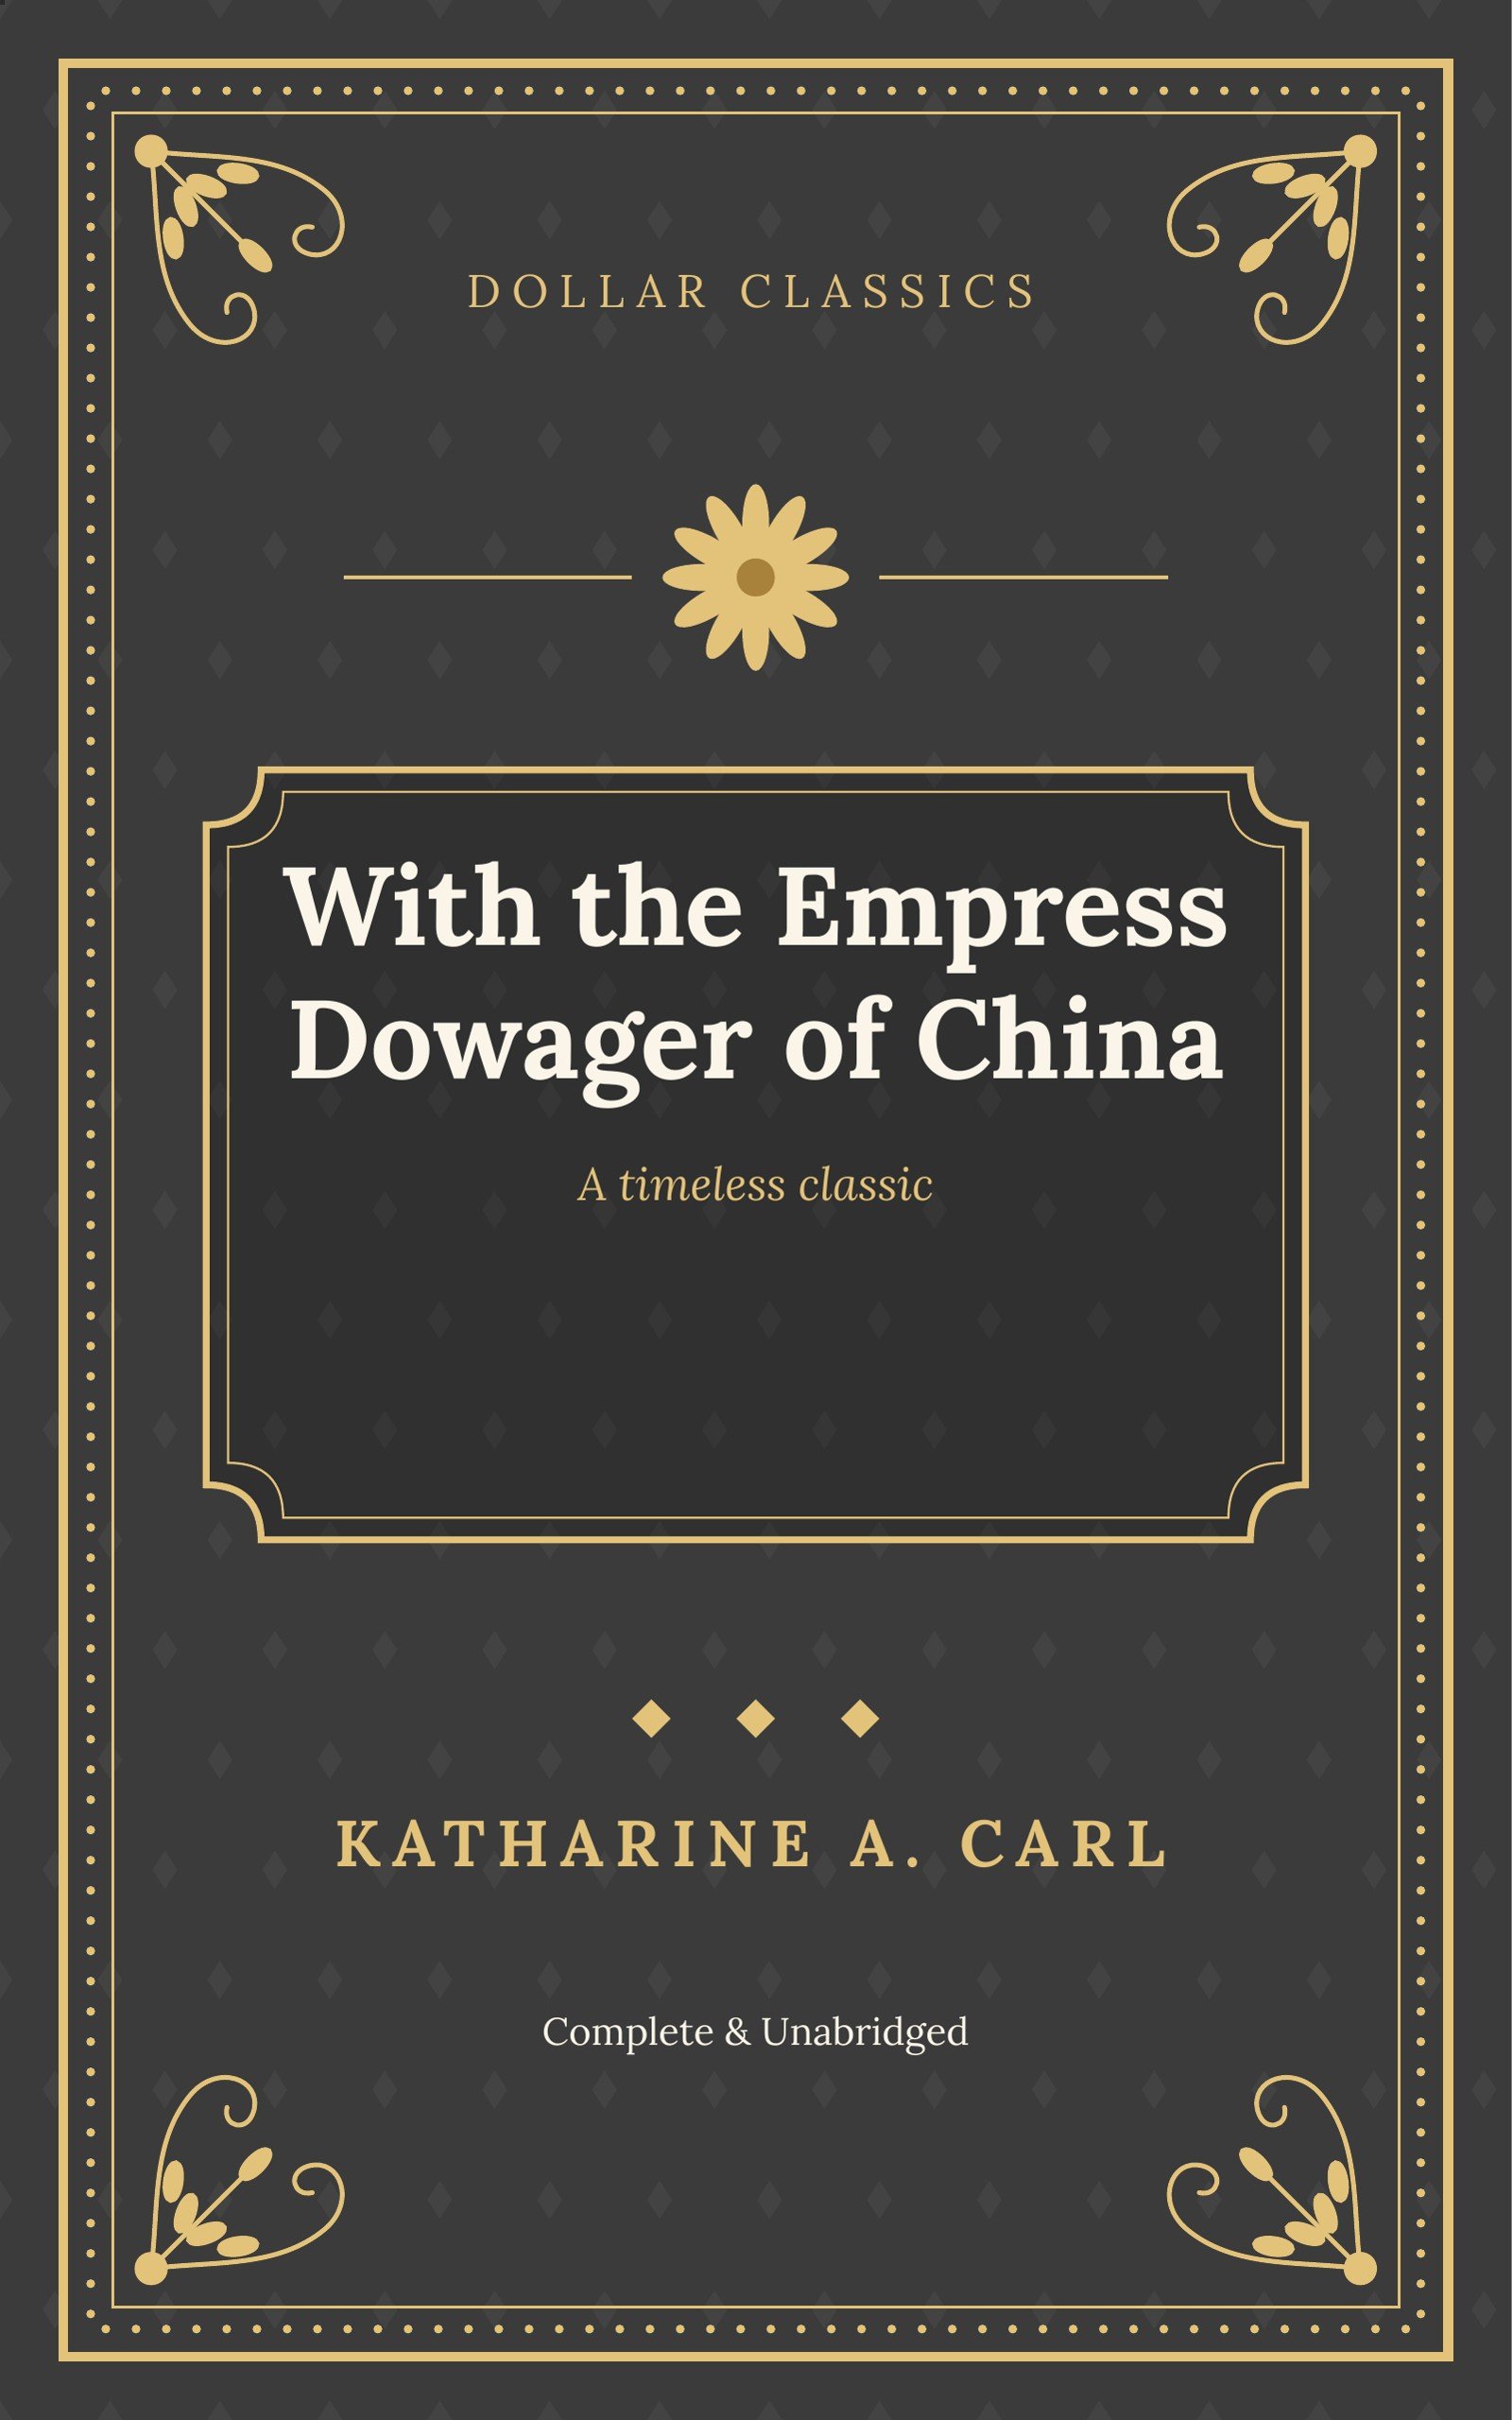 DOLLAR CLASSICS
With the Empress
Dowager of China
A timeless classic
KATHARINE A. CARL
Complete & Unabridged